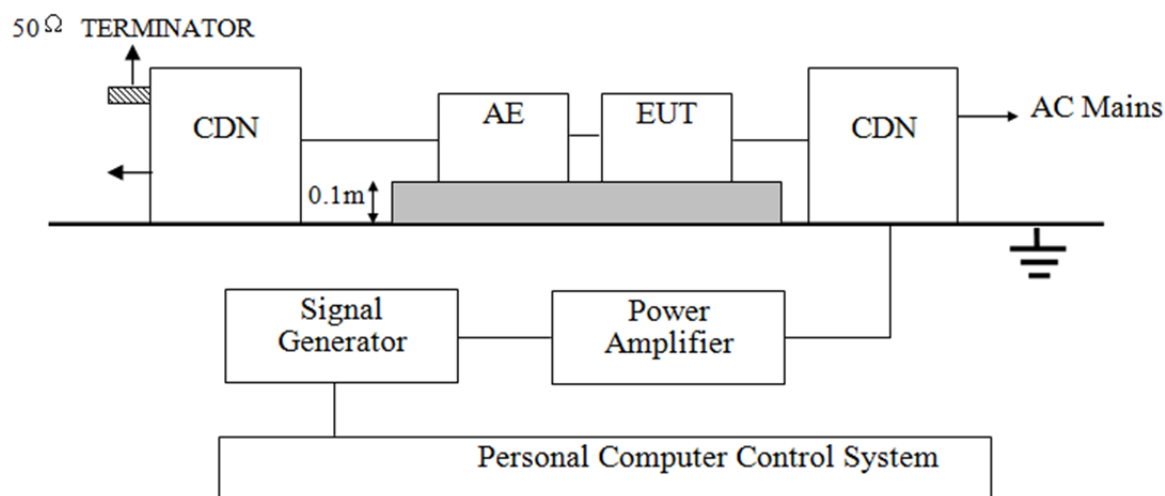 50Ω TERMINATOR
CDN
AE
EUT
CDN
AC Mains
0.1m
Signal
Generator
Power
Amplifier
Personal Computer Control System